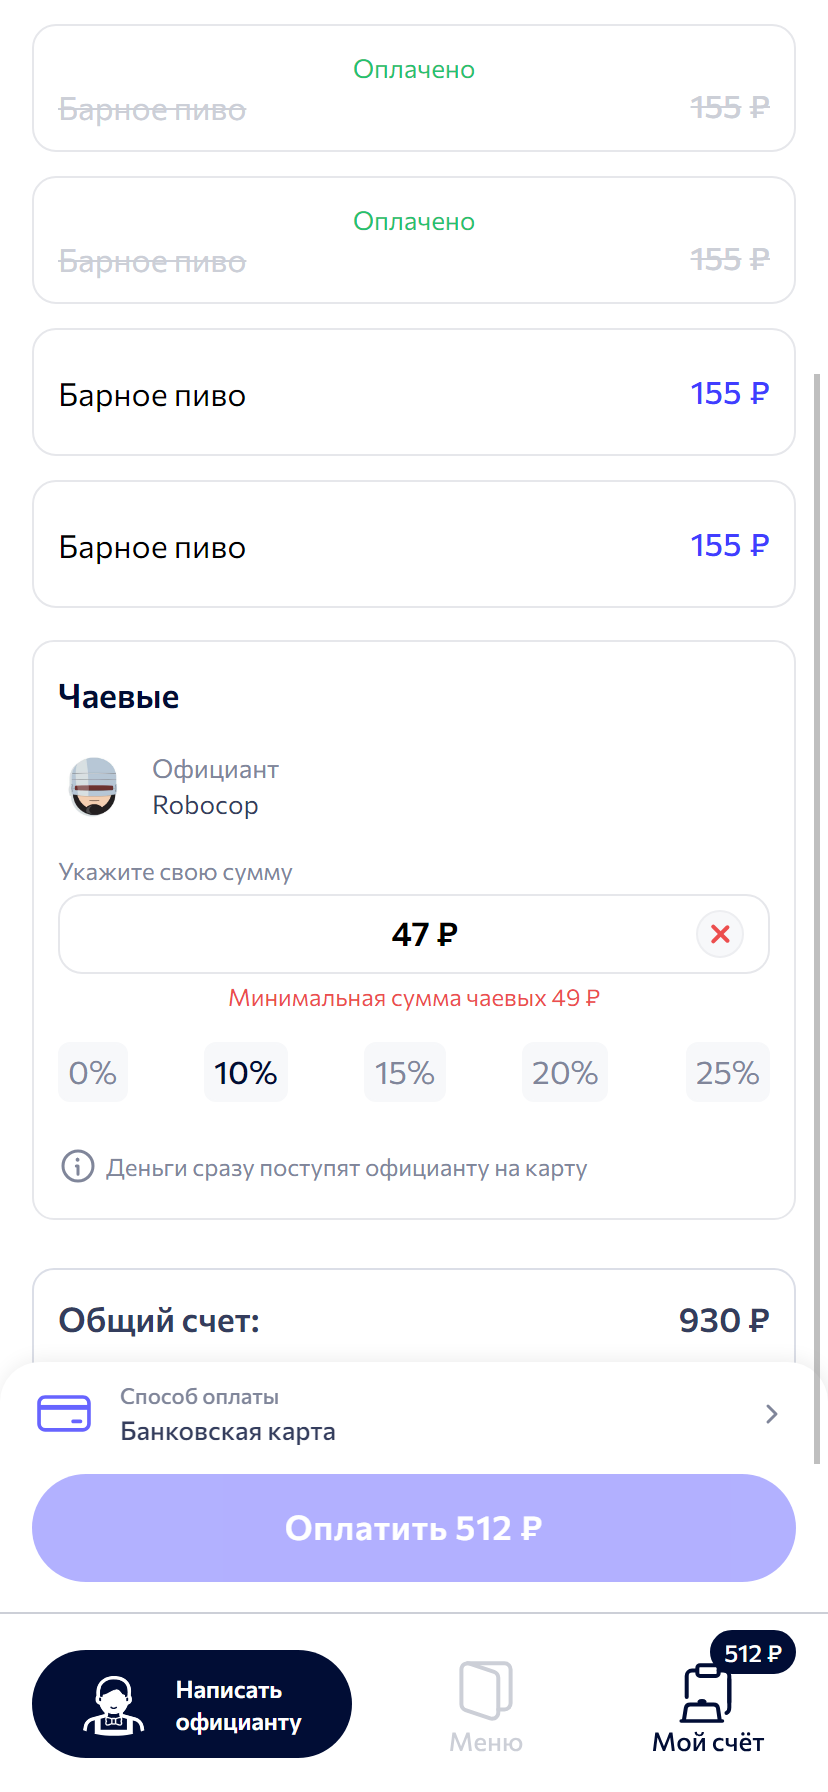 Оплачено
Барное пиво 155 ₽
Оплачено
Барное пиво 155 ₽
Барное пиво 155 ₽
Барное пиво 155 ₽
Чаевые
Официант
Robocop
Укажите свою сумму
47 ₽
Минимальная сумма чаевых 49 ₽
0% 10% 15% 20% 25%
Деньги сразу поступят официанту на карту
Общий счет: 930 ₽
Способ оплаты
Банковская карта
Оплатить 512 ₽
512 ₽
Написать
официанту
Меню
Мой счёт